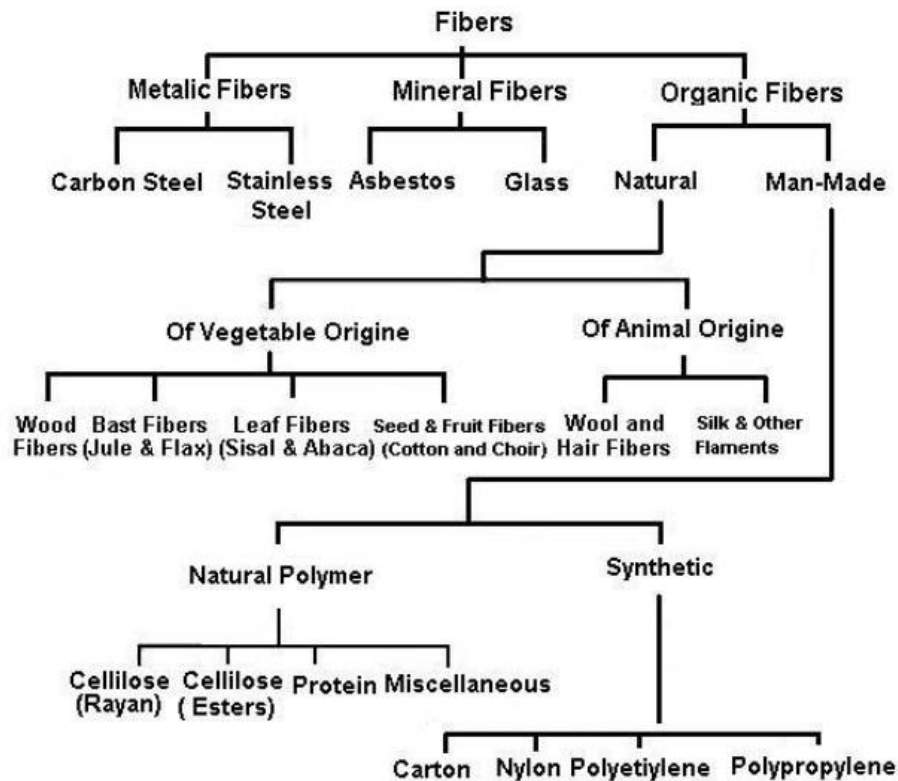 Fibers
Metalic Fibers
Mineral Fibers
Organic Fibers
Carbon Steel
Stainless
Steel
Asbestos
Glass
Natural
Man-Made
Of Vegetable Origine
Of Animal Origine
Wood
Fibers
Bast Fibers
(Jule & Flax)
Leaf Fibers
(Sisal & Abaca)
Seed & Fruit Fibers
(Cotton and Choir)
Wool and
Hair Fibers
Silk & Other
Flaments
Natural Polymer
Synthetic
Cellilose
(Rayan)
Cellilose
( Esters)
Protein
Miscellaneous
Carton
Nylon
Polyetiylene
Polypropylene